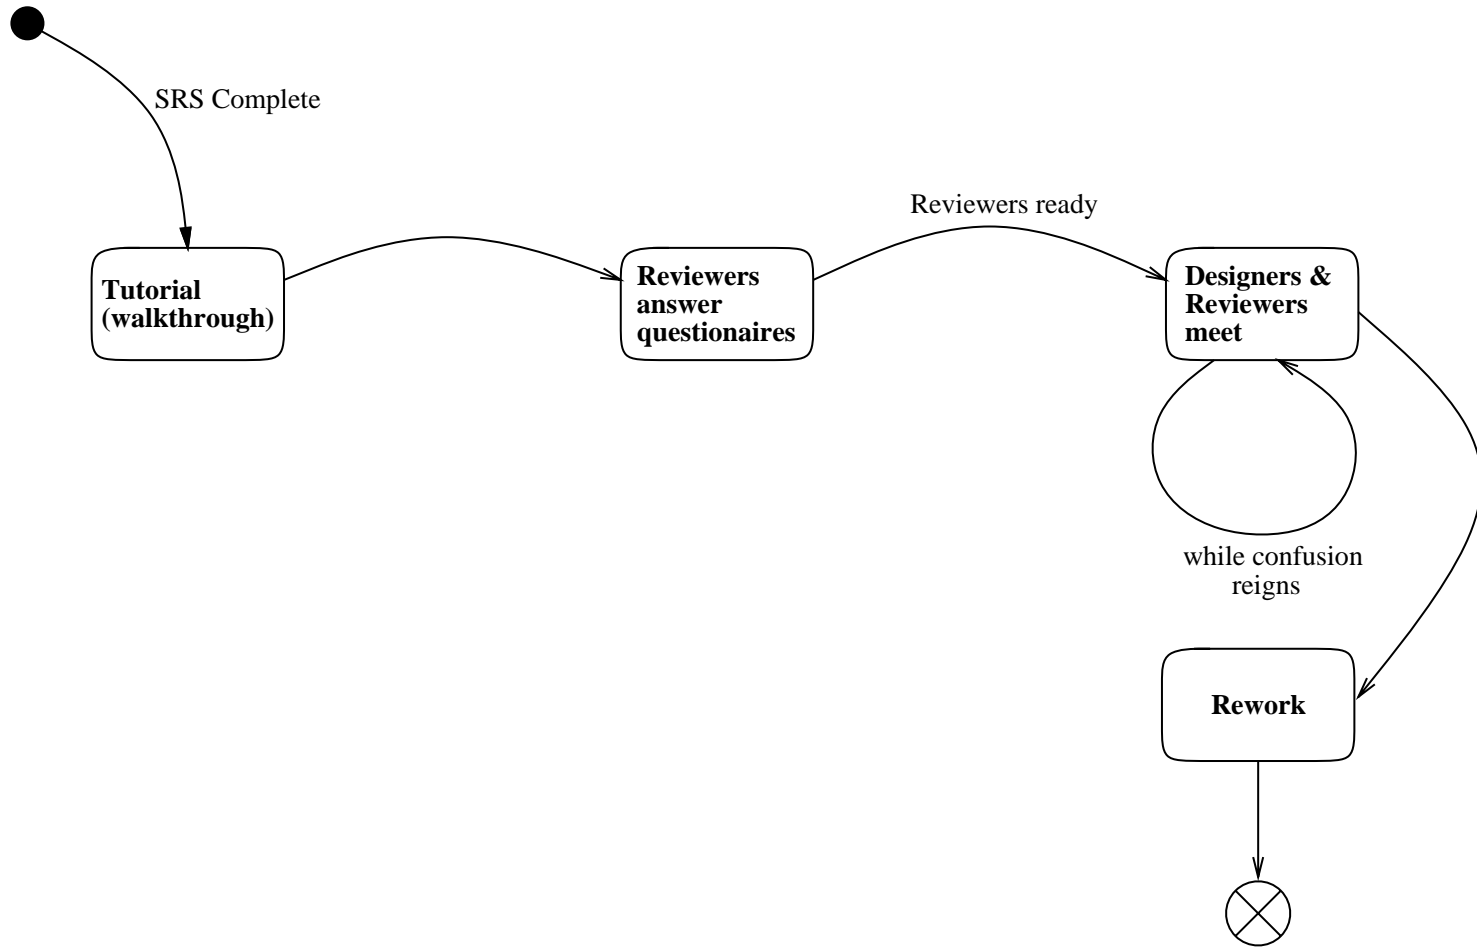 SRS Complete
Reviewers ready
Tutorial
(walkthrough)
Reviewers
answer
questionaires
Designers &
Reviewers
meet
while confusion
reigns
Rework